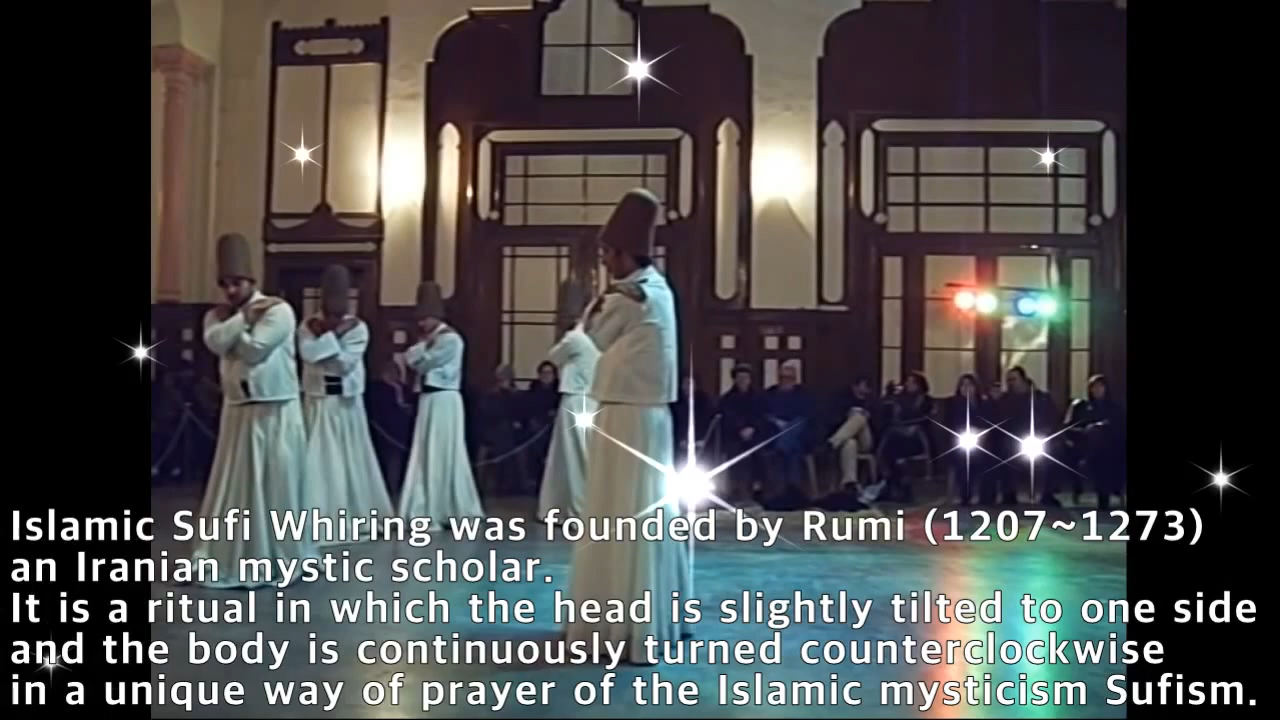 Islamic Sufi Whiring was founded by Rumi (1207~1273)
an Iranian mystic scholar.
It is a ritual in which the head is slightly tilted to one side
and the body is continuously turned counterclockwise
in a unique way of prayer of the Islamic mysticism Sufism.